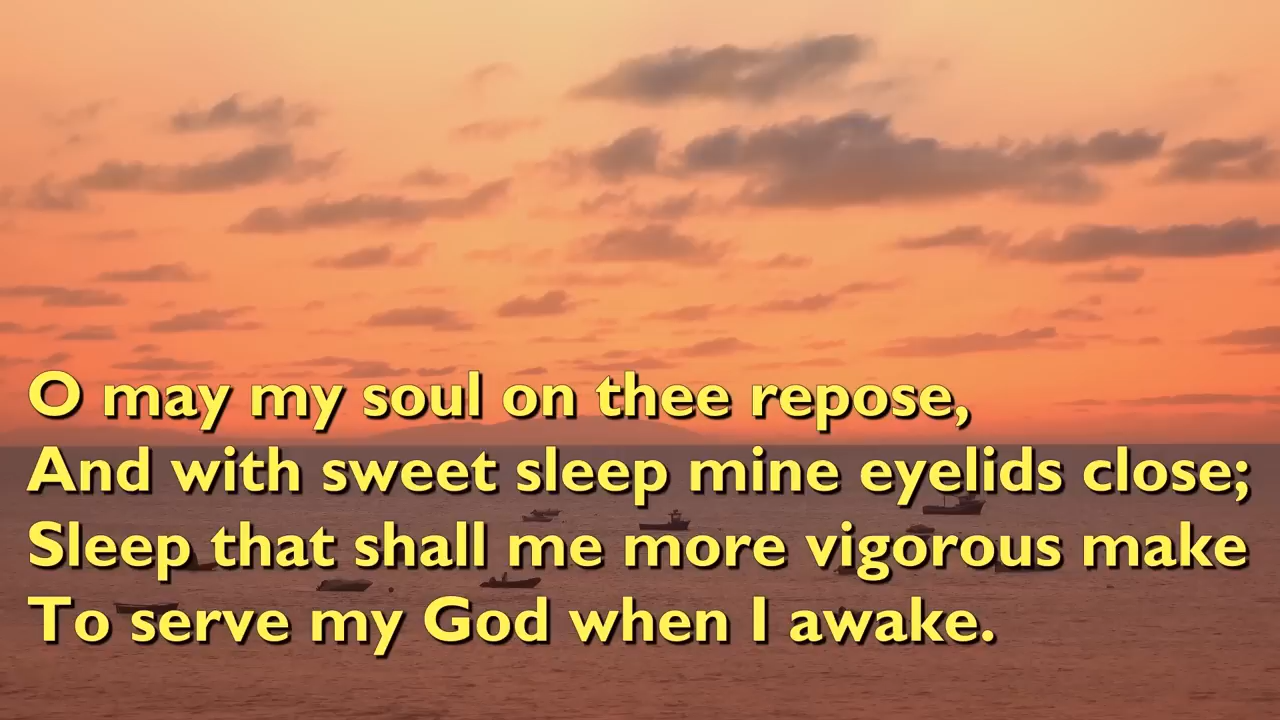 O may my soul on thee repose,
And with sweet sleep mine eyelids close;
Sleep that shall me more vigorous make
To serve my God when I awake.